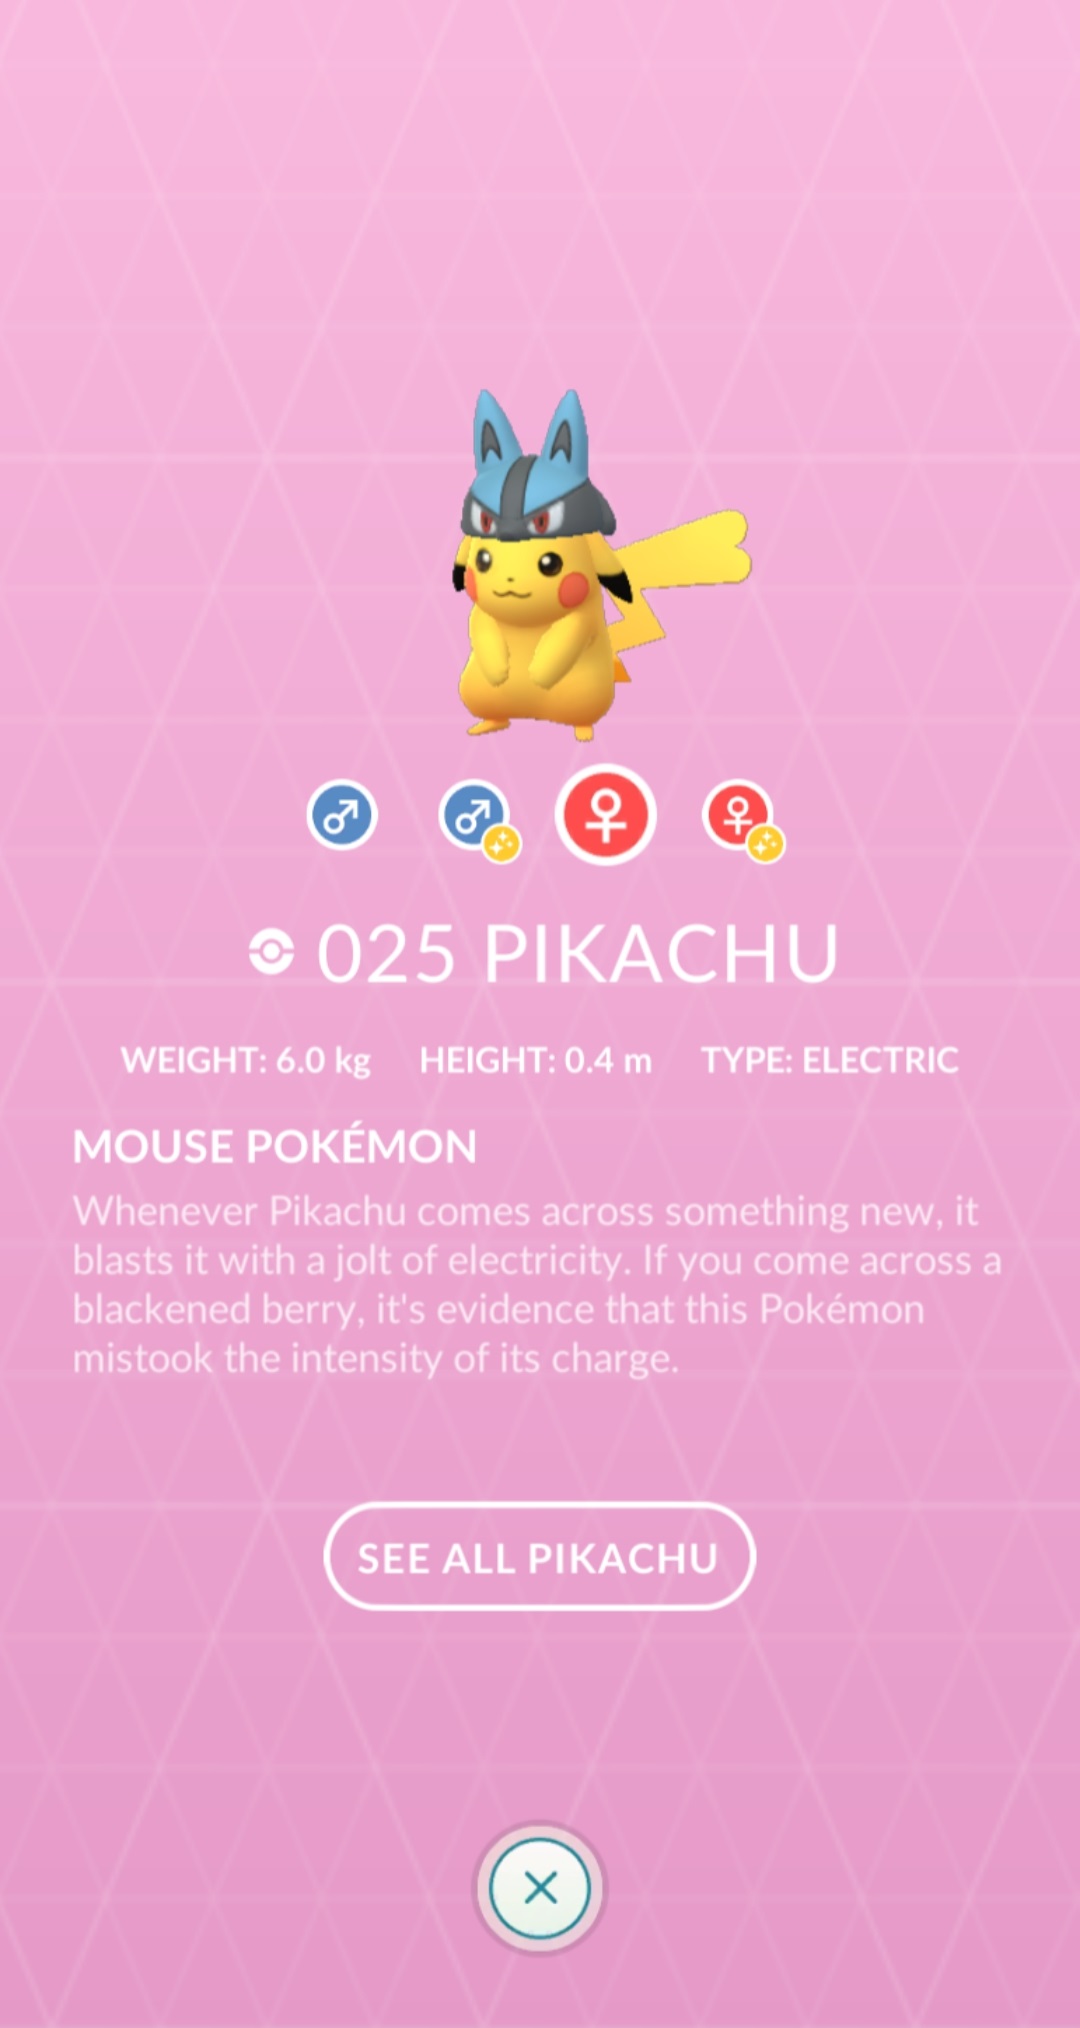 025 PIKACHU
WEIGHT: 6.0 kg HEIGHT: 0.4 m TYPE: ELECTRIC
MOUSE POKÉMON
Whenever Pikachu comes across something new, it
blasts it with a jolt of electricity. If you come across a
blackened berry, it's evidence that this Pokémon
mistook the intensity of its charge.
SEE ALL PIKACHU